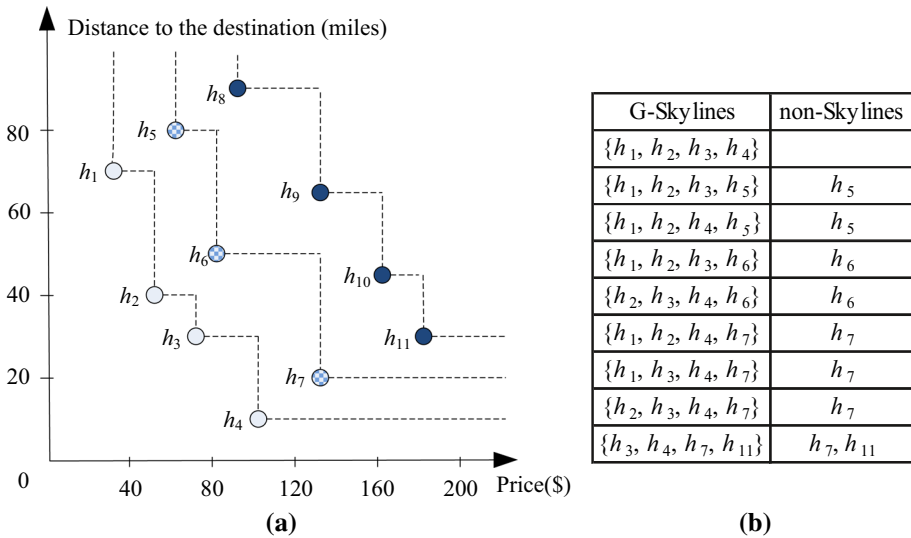 Distance to the destination (miles)
h8
80
h5
h1
h9
60
h6
h10
40
h2
h3
h11
20
h7
h4
0
40
80
120
160
200
Price($)
(a)
G-Skylines non-Skylines
{h1, h2, h3, h4}
{h1, h2, h3, h5} h5
{h1, h2, h4, h5} h5
{h1, h2, h3, h6} h6
{h2, h3, h4, h6} h6
{h1, h2, h4, h7} h7
{h1, h3, h4, h7} h7
{h2, h3, h4, h7} h7
{h3, h4, h7, h11} h7, h11
(b)